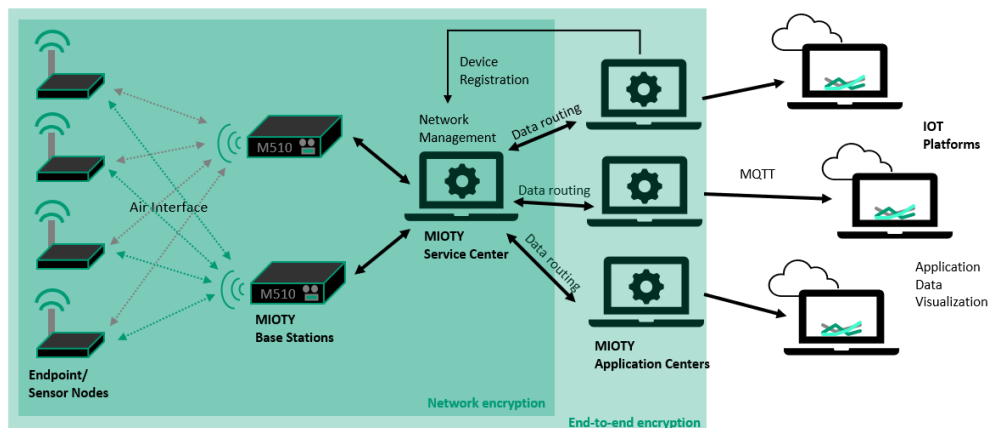 Device
Registration
Network
Management
Data routing
M510
IOT
Platforms
MQTT
Data routing
Air Interface
MIOTY
Service Center
Data routing
M510
Application
Data
Visualization
MIOTY
Base Stations
MIOTY
Application Centers
Endpoint/
Sensor Nodes
Network encryption
End-to-end encryption